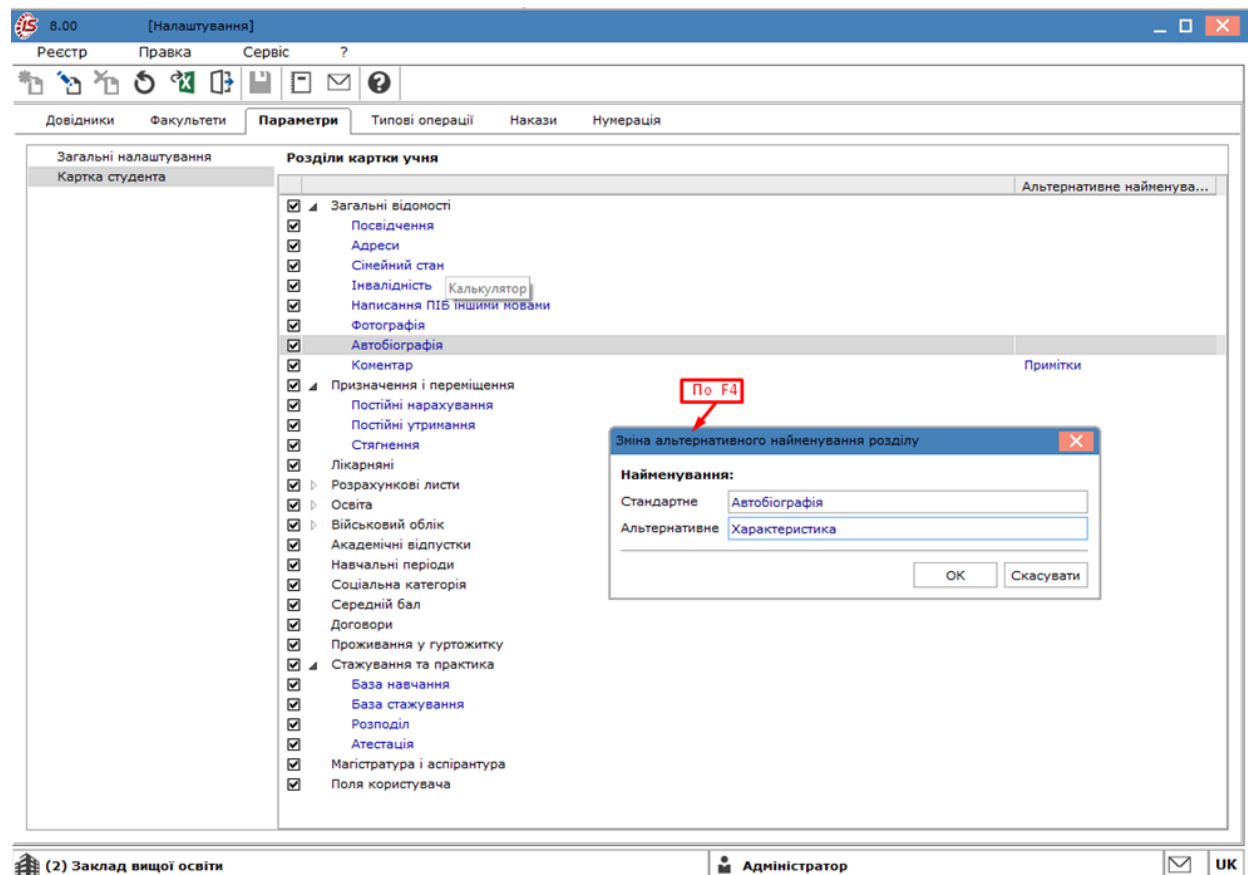 iS 8.00 [Налаштування]
Реєстр Правка Сервіс ?
Довідники Факультети Параметри Типові операції Накази Нумерація
Загальні налаштування
Картка студента
Розділи картки учня
Альтернативне найменува...
Загальні відомості
Посвідчення
Адреси
Сімейний стан
Інвалідність
Калькулятор
Написання ПІБ іншими мовами
Фотографія
Автобіографія
Коментар Примітки
Призначення і переміщення
Постійні нарахування
Постійні утримання
Стягнення
Лікарняні
Розрахункові листи
Освіта
Військовий облік
Академічні відпустки
Навчальні періоди
Соціальна категорія
Середній бал
Договори
Проживання у гуртожитку
Стажування та практика
База навчання
База стажування
Розподіл
Атестація
Магістратура і аспірантура
Поля користувача
По F4
Зміна альтернативного найменування розділу
Найменування:
Стандартне Автобіографія
Альтернативне Характеристика
ОК Скасувати
(2) Заклад вищої освіти Адміністратор UK